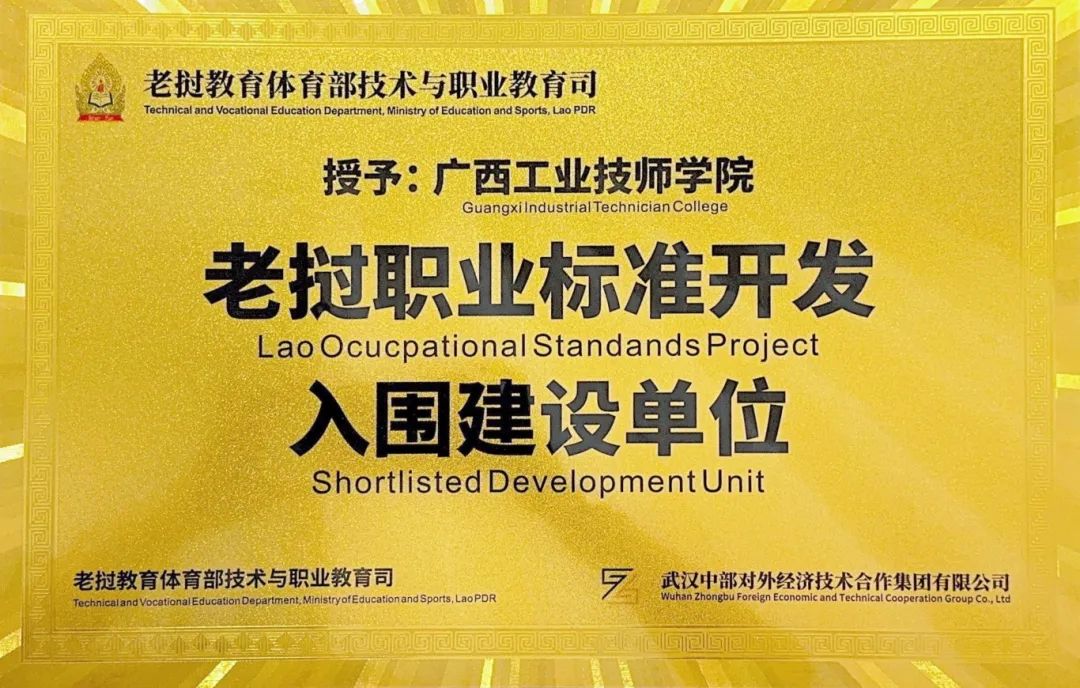 老挝教育体育部技术与职业教育司
Technical and Vocational Education Department, Ministry of Education and Sports, Lao PDR
授予：广西工业技师学院
Guangxi Industrial Technician College
老挝职业标准开发
Lao Ocucpational Standands Project
入围建设单位
Shortlisted Development Unit
老挝教育体育部技术与职业教育司
Technical and Vocational Education Department, Ministry of Education and Sports, Lao PDR
武汉中部对外经济技术合作集团有限公司
Wuhan Zhongbu Foreign Economic and Technical Cooperation Group Co., Ltd